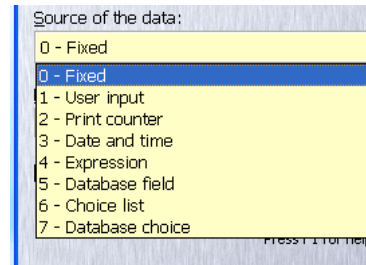 Source of the data:
0 - Fixed
0 - Fixed
1 - User input
2 - Print counter
3 - Date and time
4 - Expression
5 - Database field
6 - Choice list
7 - Database choice
Press F1 for help